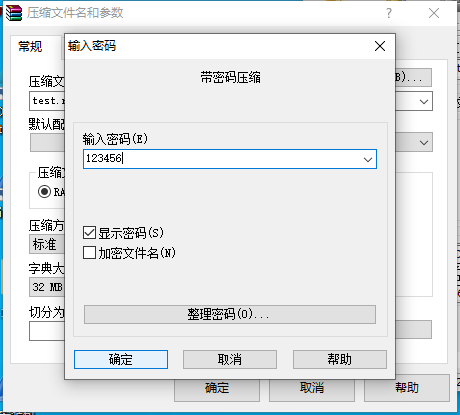 压缩文件名和参数
常规
输入密码
带密码压缩
压缩文
B)...
test.r
默认配
输入密码(E)
123456
压缩文
RA
显示密码(S)
压缩方
标准
加密文件名(N)
字典大
32 MB
整理密码(O)...
切分为
确定
取消
帮助
确定
取消
帮助